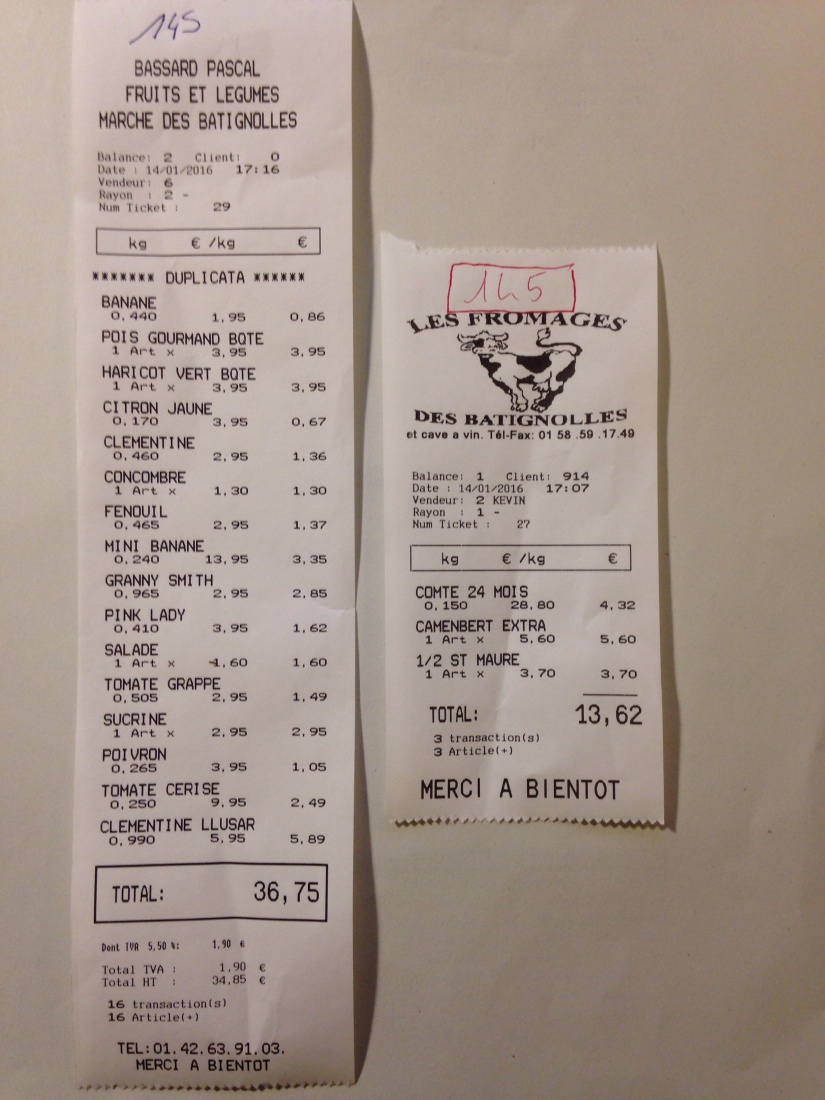 145
BASSARD PASCAL
FRUITS ET LEGUMES
MARCHE DES BATIGNOLLES
Balance: 2 Client: 0
Date : 14/01/2016 17:16
Vendeur: 6
Rayon : 2 -
Num Ticket : 29
kg € /kg €
******* DUPLICATA ******
BANANE
0,440 1,95 0,86
POIS GOURMAND BQTE
1 Art x 3,95 3,95
HARICOT VERT BQTE
1 Art x 3,95 3,95
CITRON JAUNE
0,170 3,95 0,67
CLEMENTINE
0,460 2,95 1,36
CONCOMBRE
1 Art x 1,30 1,30
FENOUIL
0,465 2,95 1,37
MINI BANANE
0,240 13,95 3,35
GRANNY SMITH
0,965 2,95 2,85
PINK LADY
0,410 3,95 1,62
SALADE
1 Art x 1,60 1,60
TOMATE GRAPPE
0,505 2,95 1,49
SUCRINE
1 Art x 2,95 2,95
POIVRON
0,265 3,95 1,05
TOMATE CERISE
0,250 9,95 2,49
CLEMENTINE LLUSAR
0,990 5,95 5,89
TOTAL: 36,75
Dont TVA 5,50 %: 1,90 €
Total TVA : 1,90 €
Total HT : 34,85 €
16 transaction(s)
16 Article(+)
TEL:01.42.63.91.03.
MERCI A BIENTOT
145
LES FROMAGES
DES BATIGNOLLES
et cave a vin. Tél-Fax: 01 58 .59 .17.49
Balance: 1 Client: 914
Date : 14/01/2016 17:07
Vendeur: 2 KEVIN
Rayon : 1 -
Num Ticket : 27
kg € /kg €
COMTE 24 MOIS
0,150 28,80 4,32
CAMENBERT EXTRA
1 Art x 5,60 5,60
1/2 ST MAURE
1 Art x 3,70 3,70
TOTAL: 13,62
3 transaction(s)
3 Article(+)
MERCI A BIENTOT